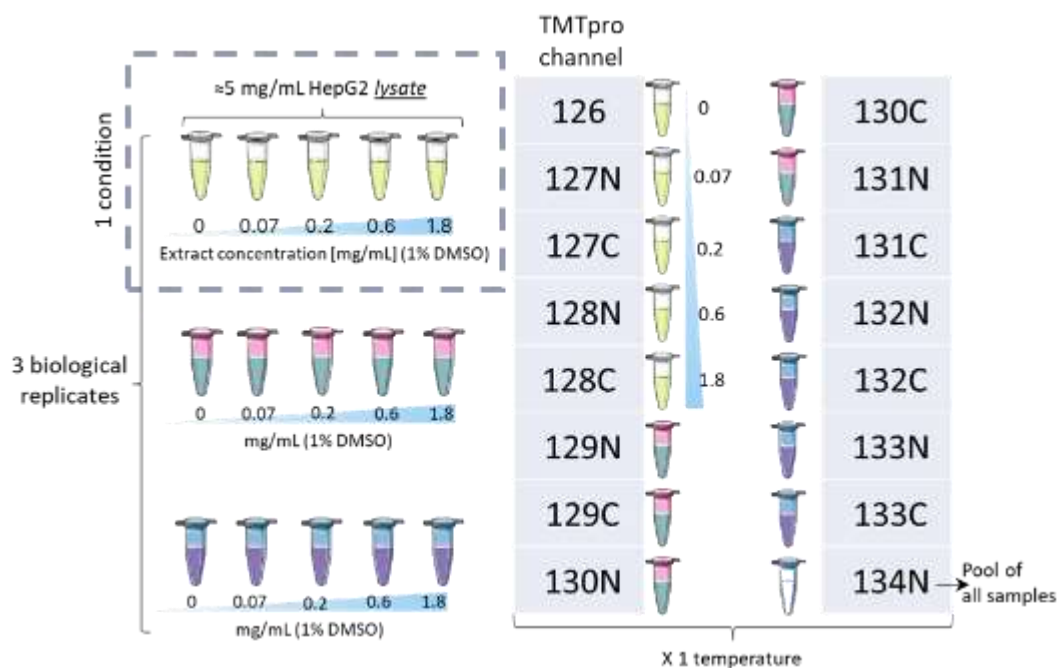 ≈5 mg/mL HepG2 lysate
1 condition
0 0.07 0.2 0.6 1.8
Extract concentration [mg/mL] (1% DMSO)
3 biological
replicates
0 0.07 0.2 0.6 1.8
mg/mL (1% DMSO)
0 0.07 0.2 0.6 1.8
mg/mL (1% DMSO)
TMTpro
channel
126 0 130C
127N 0.07 131N
127C 0.2 131C
128N 0.6 132N
128C 1.8 132C
129N 133N
129C 133C
130N 134N
Pool of
all samples
X 1 temperature